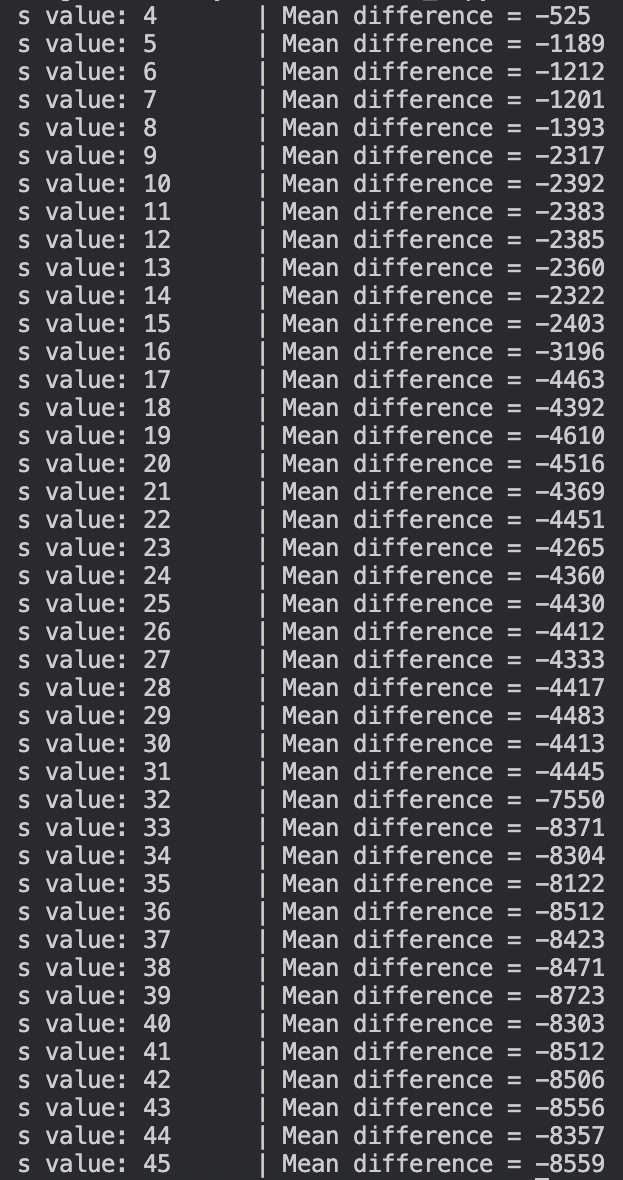 s value: 4 | Mean difference = −525
s value: 5 | Mean difference = −1189
s value: 6 | Mean difference = −1212
s value: 7 | Mean difference = −1201
s value: 8 | Mean difference = −1393
s value: 9 | Mean difference = −2317
s value: 10 | Mean difference = −2392
s value: 11 | Mean difference = −2383
s value: 12 | Mean difference = −2385
s value: 13 | Mean difference = −2360
s value: 14 | Mean difference = −2322
s value: 15 | Mean difference = −2403
s value: 16 | Mean difference = −3196
s value: 17 | Mean difference = −4463
s value: 18 | Mean difference = −4392
s value: 19 | Mean difference = −4610
s value: 20 | Mean difference = −4516
s value: 21 | Mean difference = −4369
s value: 22 | Mean difference = −4451
s value: 23 | Mean difference = −4265
s value: 24 | Mean difference = −4360
s value: 25 | Mean difference = −4430
s value: 26 | Mean difference = −4412
s value: 27 | Mean difference = −4333
s value: 28 | Mean difference = −4417
s value: 29 | Mean difference = −4483
s value: 30 | Mean difference = −4413
s value: 31 | Mean difference = −4445
s value: 32 | Mean difference = −7550
s value: 33 | Mean difference = −8371
s value: 34 | Mean difference = −8304
s value: 35 | Mean difference = −8122
s value: 36 | Mean difference = −8512
s value: 37 | Mean difference = −8423
s value: 38 | Mean difference = −8471
s value: 39 | Mean difference = −8723
s value: 40 | Mean difference = −8303
s value: 41 | Mean difference = −8512
s value: 42 | Mean difference = −8506
s value: 43 | Mean difference = −8556
s value: 44 | Mean difference = −8357
s value: 45 | Mean difference = −8559